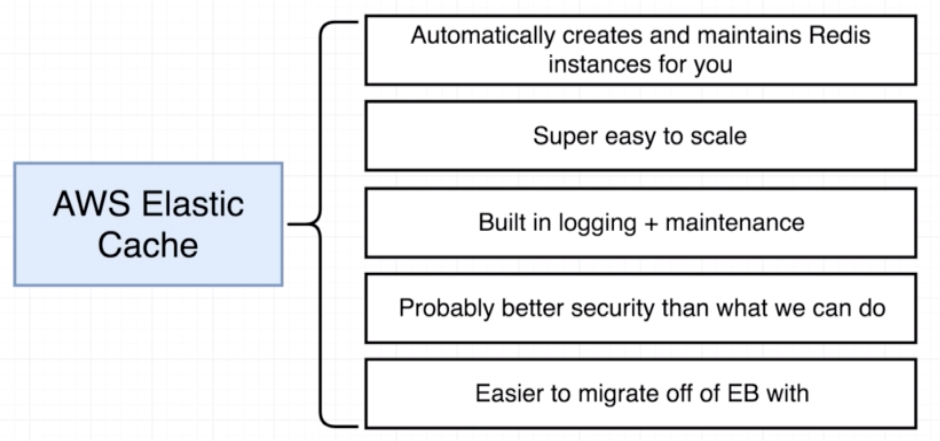 AWS Elastic
Cache
Automatically creates and maintains Redis
instances for you
Super easy to scale
Built in logging + maintenance
Probably better security than what we can do
Easier to migrate off of EB with